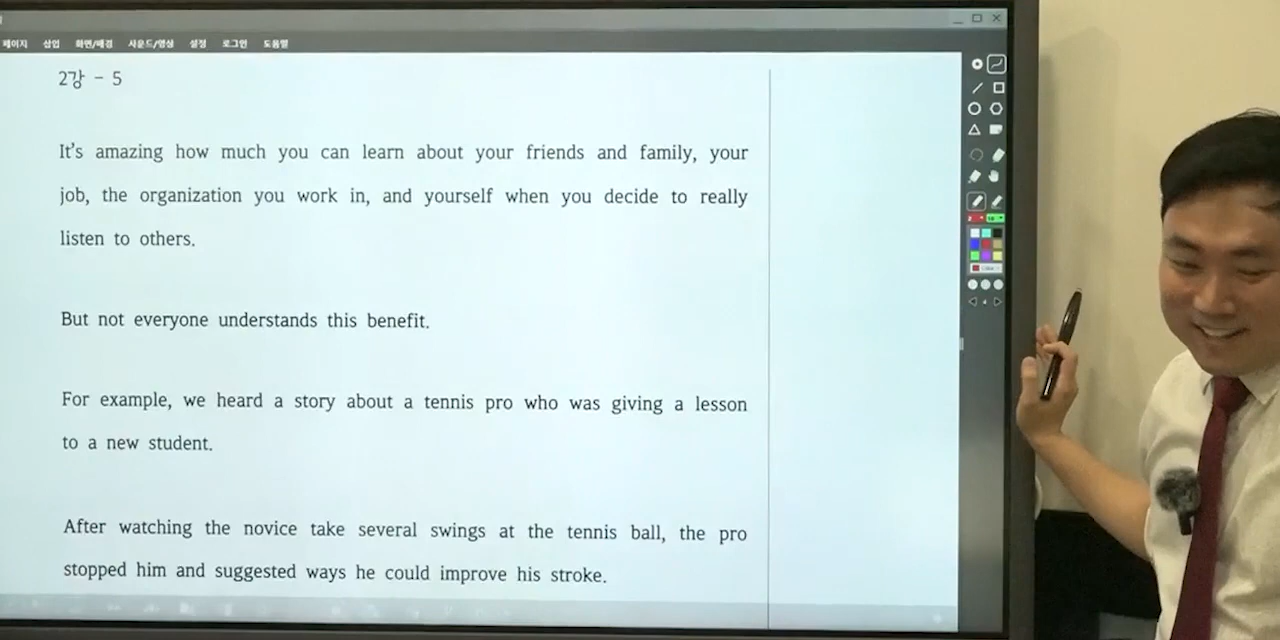 페이지 삽입 화면/배경 사운드/영상 설정 로그인 도움말
2강 - 5
It's amazing how much you can learn about your friends and family, your
job, the organization you work in, and yourself when you decide to really
listen to others.
But not everyone understands this benefit.
For example, we heard a story about a tennis pro who was giving a lesson
to a new student.
After watching the novice take several swings at the tennis ball, the pro
stopped him and suggested ways he could improve his stroke.